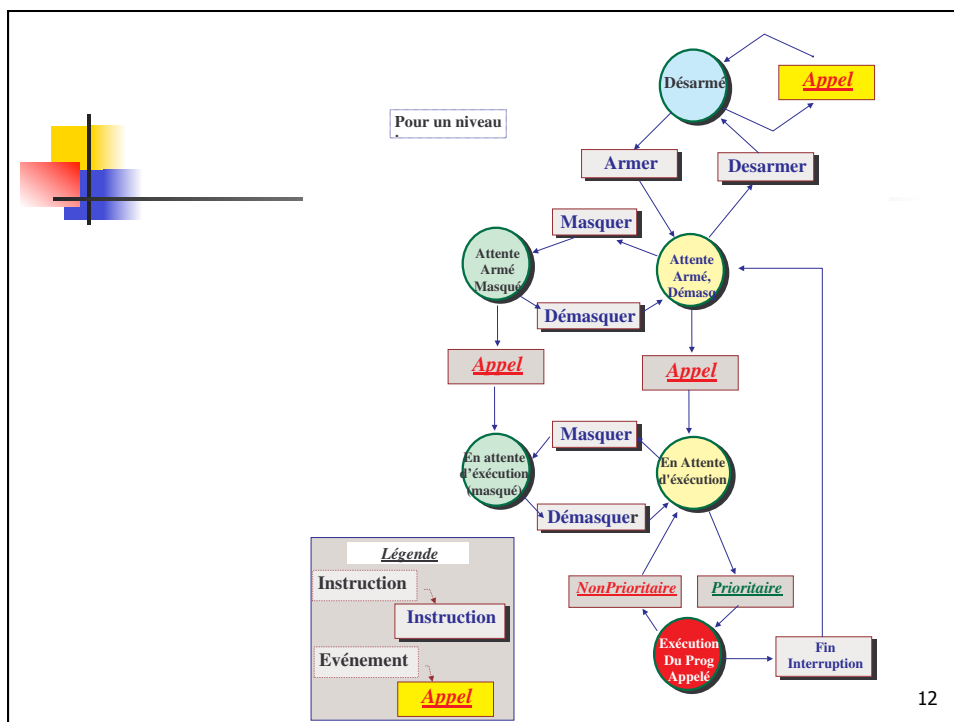 Désarmé
Appel
Pour un niveau
:
Armer
Desarmer
Masquer
Attente
Armé
Masqué
Attente
Armé,
Démasq
Démasquer
Appel
Appel
Masquer
En attente
d'éxécution
(masqué)
En Attente
d'éxécution
Démasquer
Légende
Instruction
Instruction
Evénement
Appel
NonPrioritaire
Prioritaire
Exécution
Du Prog
Appelé
Fin
Interruption
12